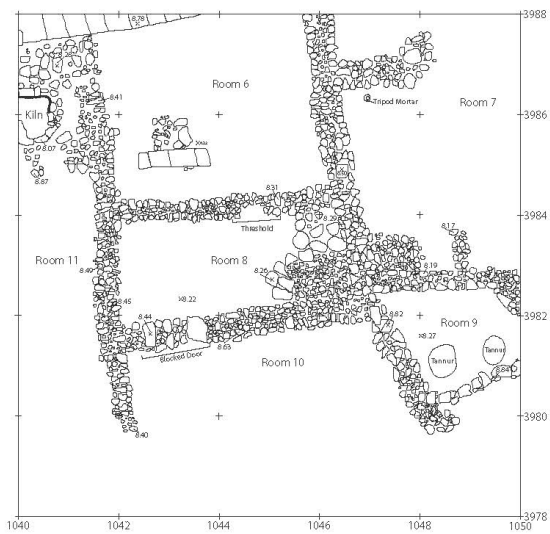 3988
8.78
Room 6
Room 7
Tripod Mortar
8.41
3986
Kiln
8.07
8.87
8.31
3984
8.29
Threshold
8.17
Room 11
Room 8
8.26
8.19
8.49
8.45
8.22
3982
8.44
8.82
Room 9
8.27
Blocked Door
8.63
Room 10
Tannur
Tannur
8.84
3980
8.40
3978
1040
1042
1044
1046
1048
1050